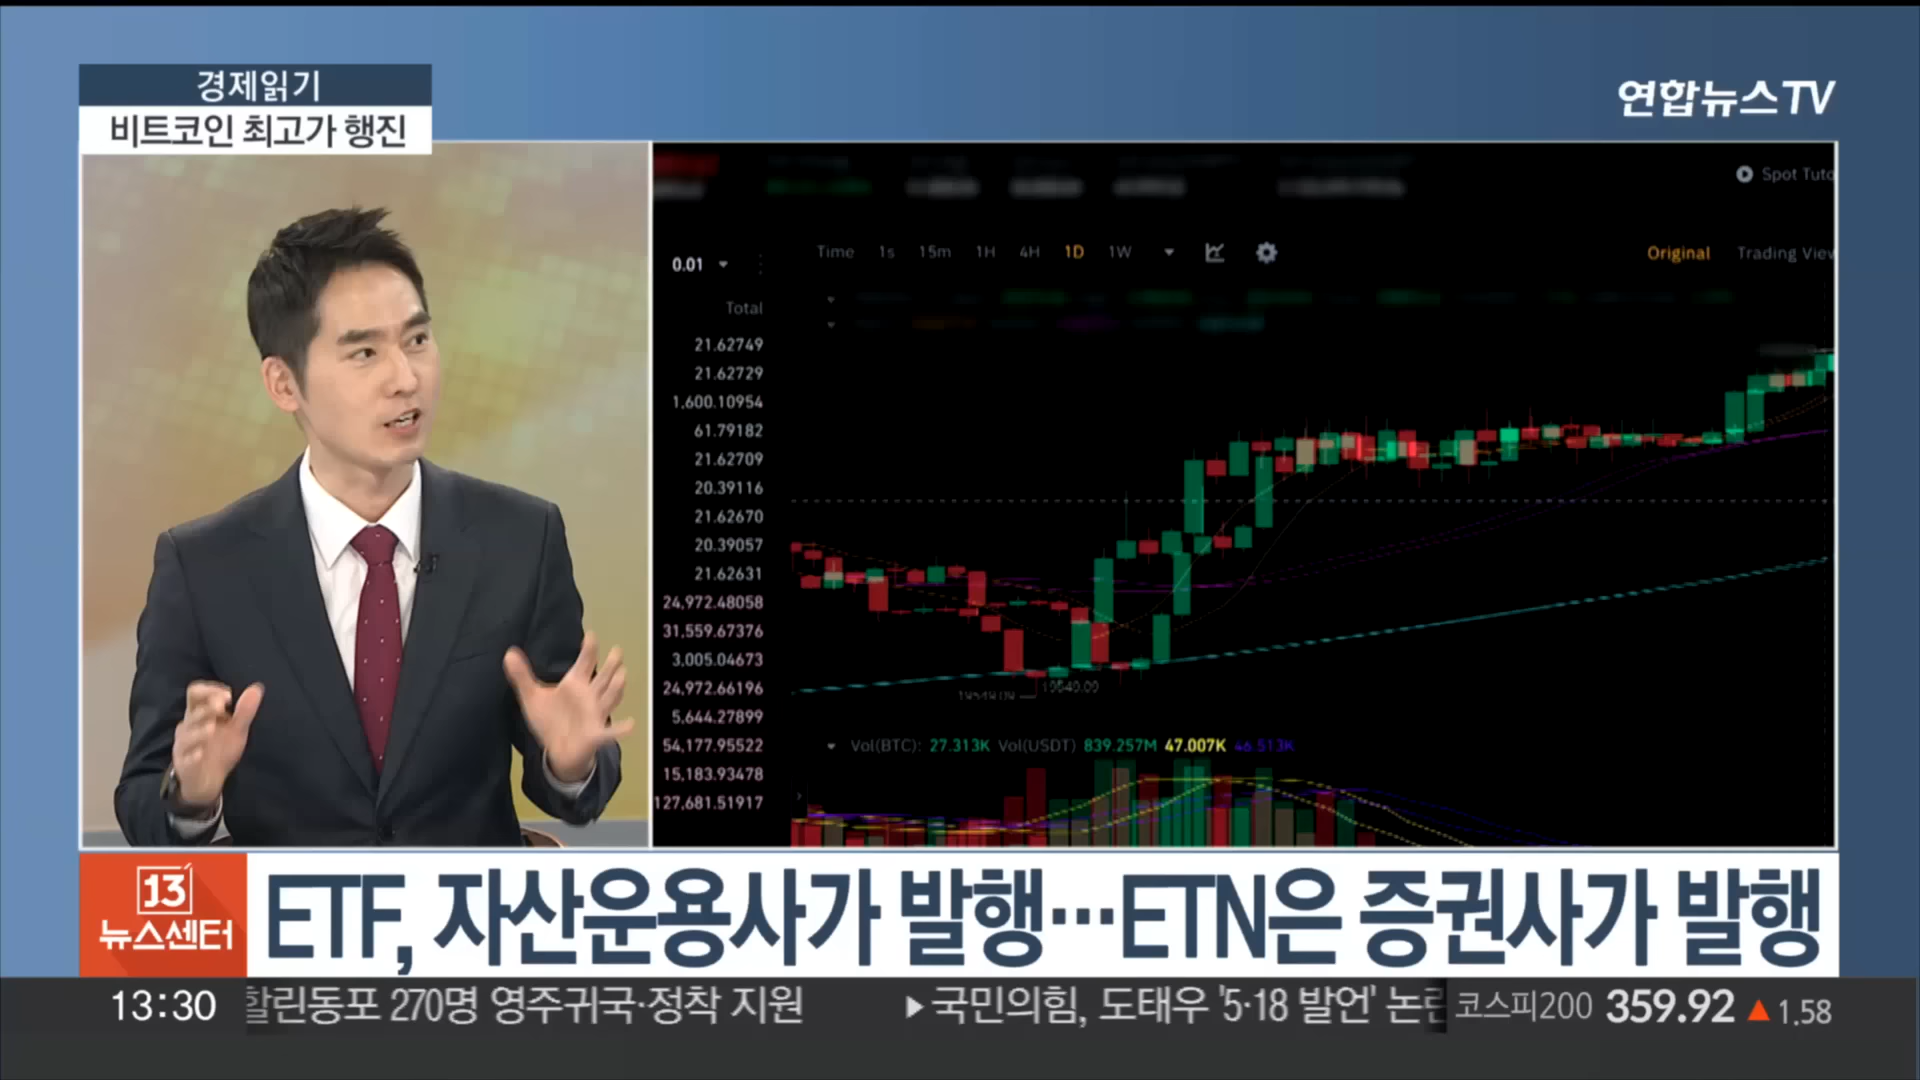 경제읽기
비트코인 최고가 행진
연합뉴스TV
Spot Tuto
Time 1s 15m 1H 4H 1D 1W
Original Trading View
0.01
Total
21.62749
21.62729
1,600.10954
61.79182
21.62709
20.39116
21.62670
20.39057
21.62631
24,972.48058
31,559.67376
3,005.04673
24,972.66196
5,644.27899
54,177.95522
15,183.93478
127,681.51917
Vol(BTC): 27.313K Vol(USDT) 839.257M 47.007K 46.513K
13
뉴스센터
ETF, 자산운용사가 발행…ETN은 증권사가 발행
13:30 할린동포 270명 영주귀국·정착 지원 ▶국민의힘, 도태우 '5·18 발언' 논란 코스피200 359.92 ▲1.58